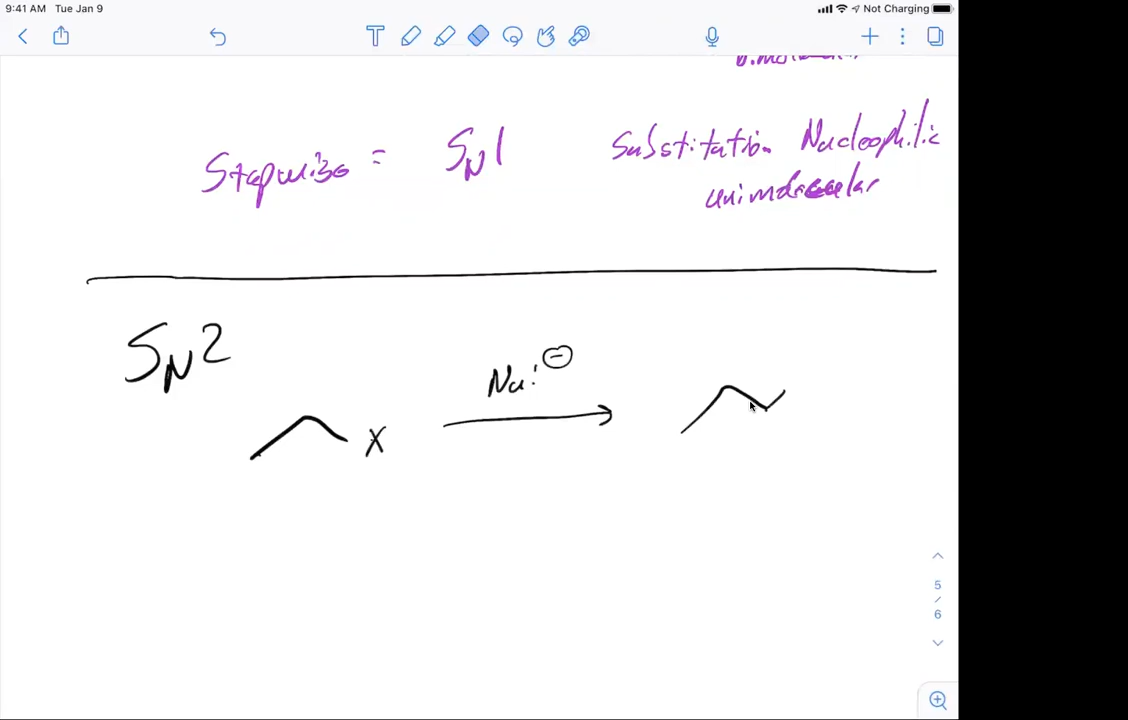 9:41 AM Tue Jan 9
Not Charging
Stepwise = SN1 Substitution Nucleophilic
unimolecular
SN2
Nu:⊖
X
5
/
6